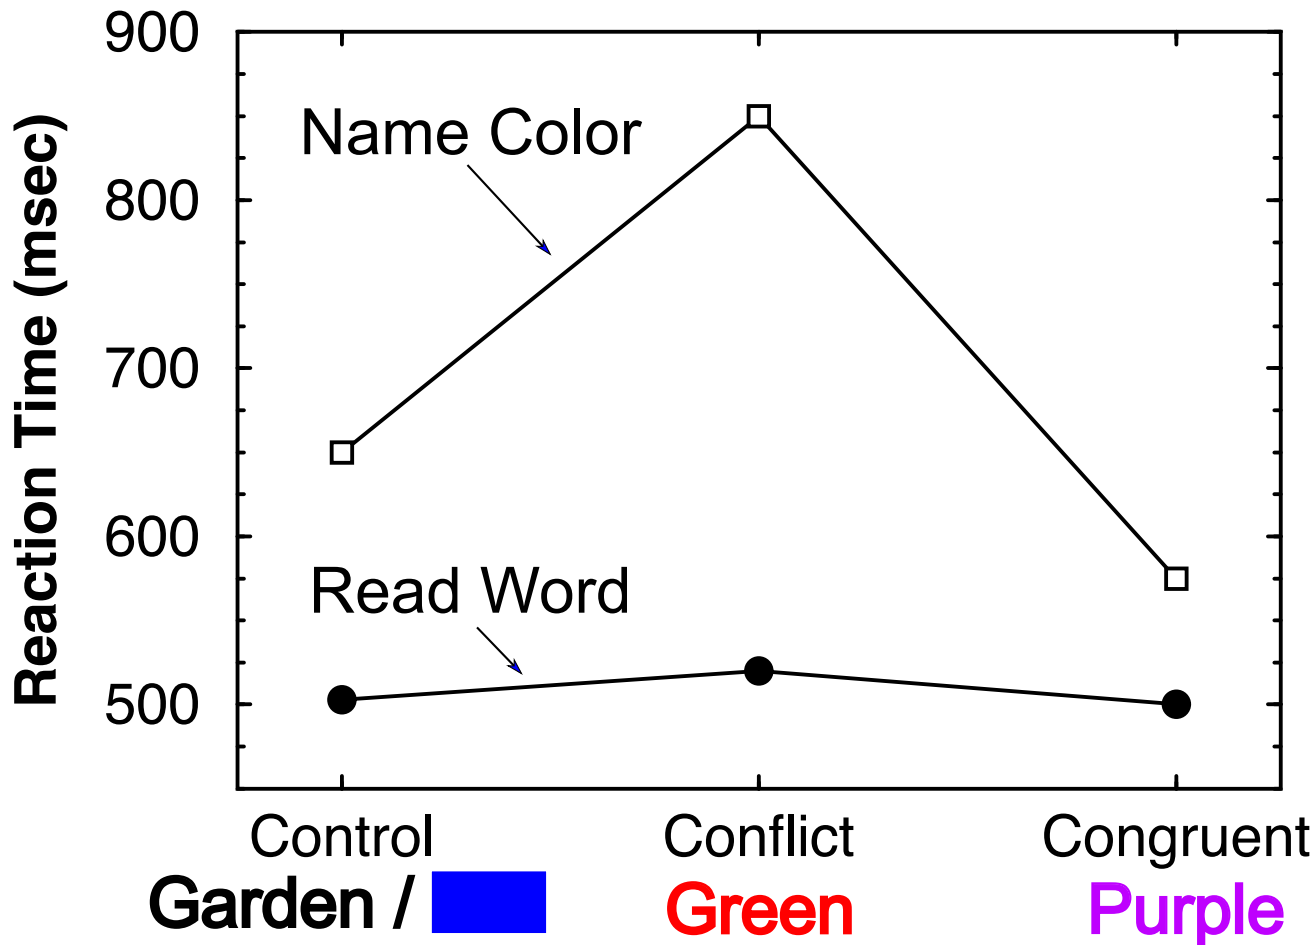 900
800
700
600
500
Reaction Time (msec)
Name Color
Read Word
Control Conflict Congruent
Garden / Green Purple